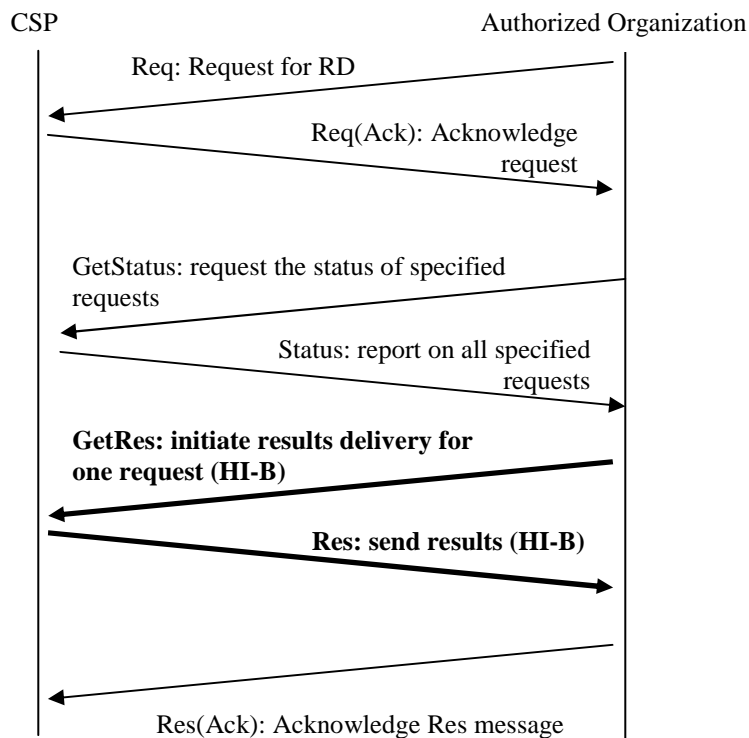 CSP
Authorized Organization
Req: Request for RD
Req(Ack): Acknowledge
request
GetStatus: request the status of specified
requests
Status: report on all specified
requests
GetRes: initiate results delivery for
one request (HI-B)
Res: send results (HI-B)
Res(Ack): Acknowledge Res message